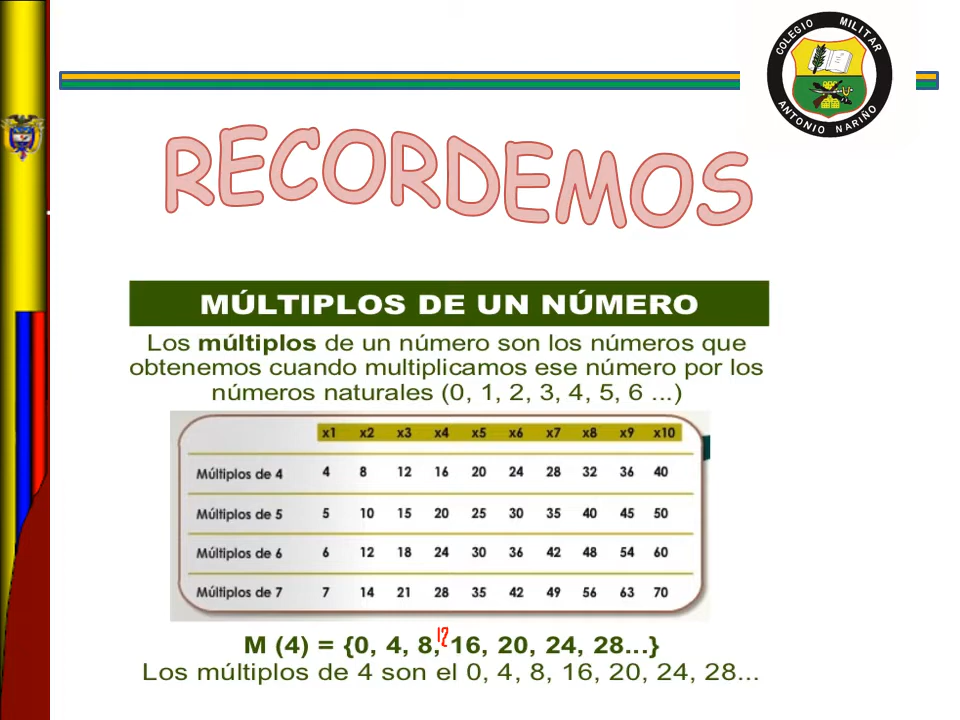 COLEGIO MILITAR
ANTONIO NARIÑO
RECORDEMOS
MÚLTIPLOS DE UN NÚMERO
Los múltiplos de un número son los números que
obtenemos cuando multiplicamos ese número por los
números naturales (0, 1, 2, 3, 4, 5, 6 ...)
x1 x2 x3 x4 x5 x6 x7 x8 x9 x10
Múltiplos de 4 4 8 12 16 20 24 28 32 36 40
Múltiplos de 5 5 10 15 20 25 30 35 40 45 50
Múltiplos de 6 6 12 18 24 30 36 42 48 54 60
Múltiplos de 7 7 14 21 28 35 42 49 56 63 70
M (4) = {0, 4, 8, 12 16, 20, 24, 28...}
Los múltiplos de 4 son el 0, 4, 8, 16, 20, 24, 28...